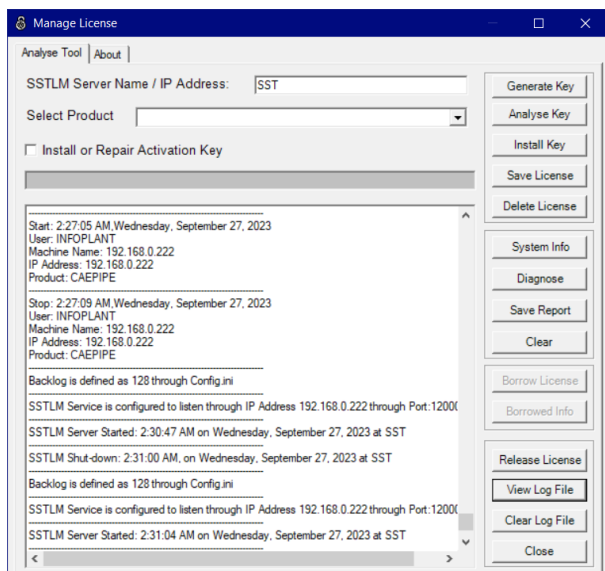 Manage License
Analyse Tool
About
SSTLM Server Name / IP Address:
SST
Select Product
Install or Repair Activation Key
Start: 2:27:05 AM,Wednesday, September 27, 2023
User: INFOPLANT
Machine Name: 192.168.0.222
IP Address: 192.168.0.222
Product: CAEPIPE
Stop: 2:27:09 AM,Wednesday, September 27, 2023
User: INFOPLANT
Machine Name: 192.168.0.222
IP Address: 192.168.0.222
Product: CAEPIPE
Backlog is defined as 128 through Config.ini
SSTLM Service is configured to listen through IP Address 192.168.0.222 through Port:12000
SSTLM Server Started: 2:30:47 AM on Wednesday, September 27, 2023 at SST
SSTLM Shut-down: 2:31:00 AM, on Wednesday, September 27, 2023 at SST
Backlog is defined as 128 through Config.ini
SSTLM Service is configured to listen through IP Address 192.168.0.222 through Port:12000
SSTLM Server Started: 2:31:04 AM on Wednesday, September 27, 2023 at SST
Generate Key
Analyse Key
Install Key
Save License
Delete License
System Info
Diagnose
Save Report
Clear
Borrow License
Borrowed Info
Release License
View Log File
Clear Log File
Close